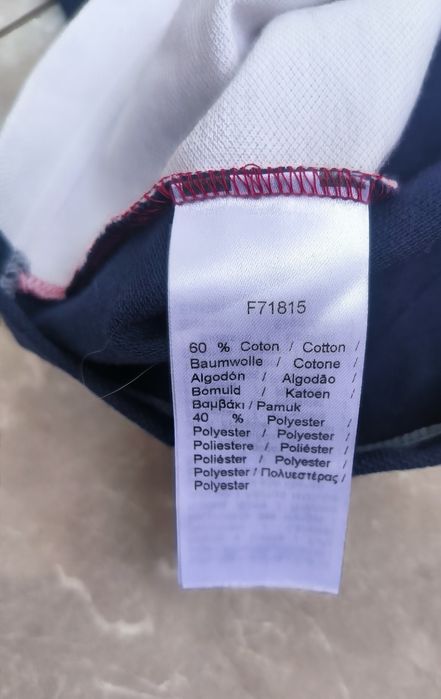 F71815
60 % Coton / Cotton /
Baumwolle / Cotone /
Algodón / Algodão /
Bomuld / Katoen
Βαμβάκι / Pamuk
40 % Polyester /
Polyester / Polyester /
Poliestere / Poliéster /
Poliéster / Polyester /
Polyester / Πολυεστέρας /
Polyester